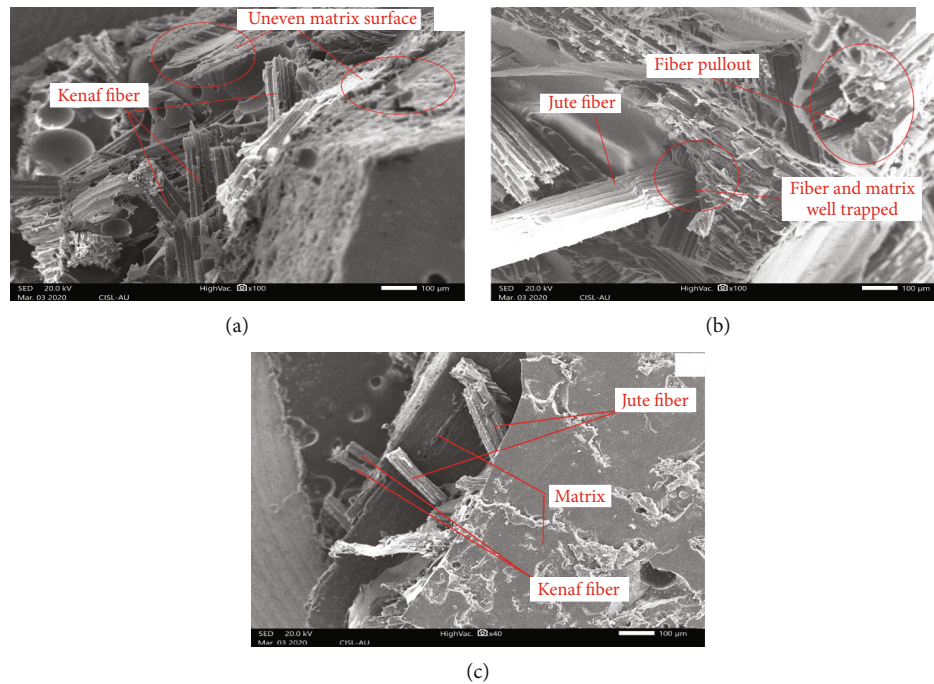 Uneven matrix surface
Kenaf fiber
SED 20.0 kV HighVac. x100 100 µm
Mar. 03 2020 CISL-AU
(a)
Fiber pullout
Jute fiber
Fiber and matrix
well trapped
SED 20.0 kV HighVac. x100 100 µm
Mar. 03 2020 CISL-AU
(b)
Jute fiber
Matrix
Kenaf fiber
SED 20.0 kV HighVac. x40 100 µm
Mar. 03 2020 CISL-AU
(c)